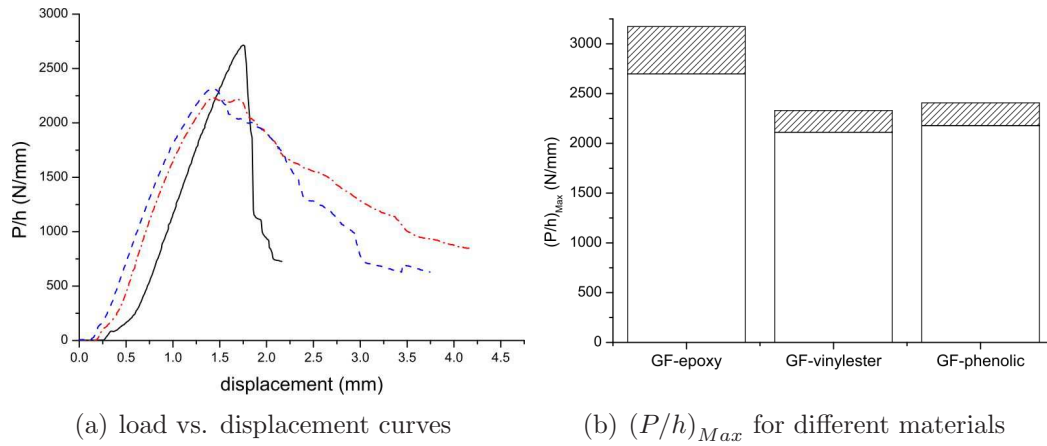 3000
2500
2000
1500
1000
500
0
P/h (N/mm)
0.0 0.5 1.0 1.5 2.0 2.5 3.0 3.5 4.0 4.5
displacement (mm)
(a) load vs. displacement curves
3000
2500
2000
1500
1000
500
0
(P/h)Max (N/mm)
GF-epoxy GF-vinylester GF-phenolic
(b) (P/h)Max for different materials